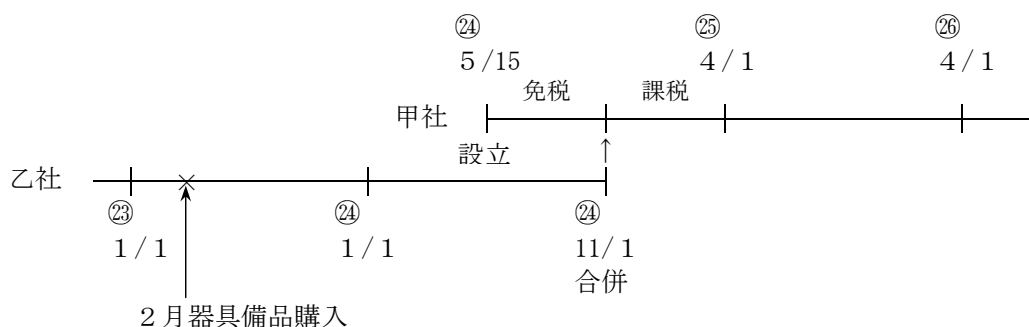 ㉔ ㉕ ㉖
5/15 4/1 4/1
免税 課税
甲社
設立 ↑
乙社
㉓ ㉔ ㉔
1/1 1/1 11/1
合併
2月器具備品購入